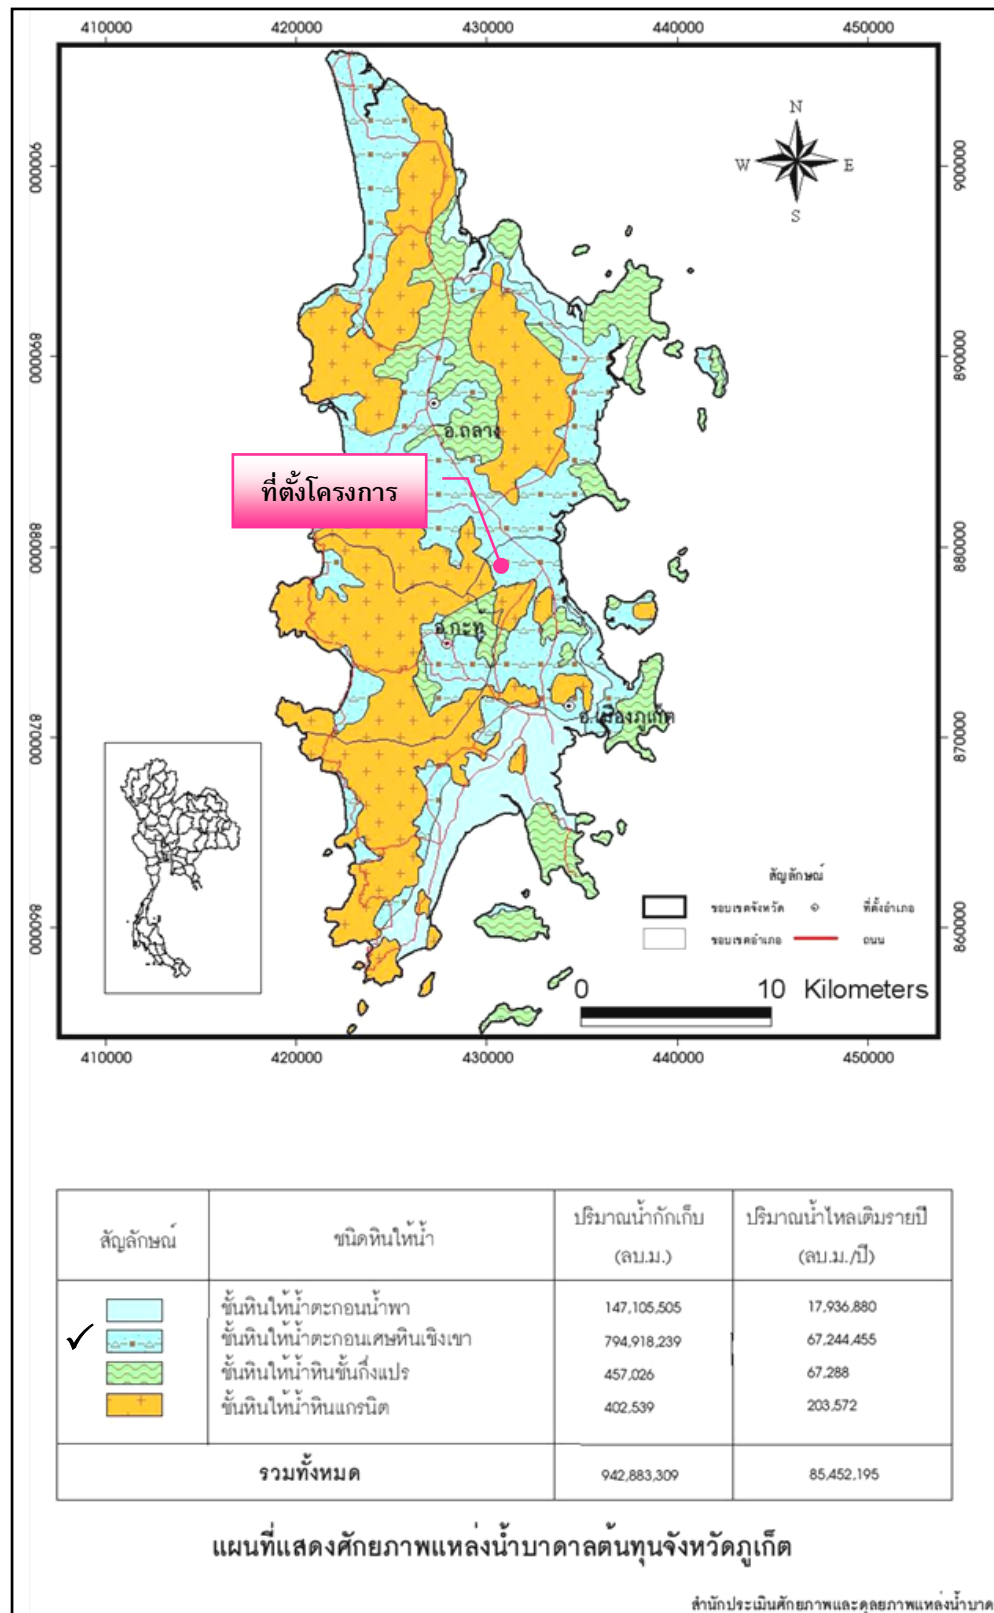 410000 420000 430000 440000 450000
N
W E
S
900000 900000
890000 890000
อ.ถลาง
ที่ตั้งโครงการ
880000 880000
อ.กะทู้
อ.เมืองภูเก็ต
870000 870000
สัญลักษณ์
ขอบเขตจังหวัด ที่ตั้งอำเภอ
ขอบเขตอำเภอ ถนน
860000 860000
0 10 Kilometers
410000 420000 430000 440000 450000
สัญลักษณ์ ชนิดหินให้น้ำ ปริมาณน้ำกักเก็บ ปริมาณน้ำไหลเติมรายปี
(ลบ.ม.) (ลบ.ม./ปี)
ชั้นหินให้น้ำตะกอนน้ำพา 147,105,505 17,936,880
✓ ชั้นหินให้น้ำตะกอนเศษหินเชิงเขา 794,918,239 67,244,455
ชั้นหินให้น้ำหินชั้นกึ่งแปร 457,026 67,288
ชั้นหินให้น้ำหินแกรนิต 402,539 203,572
รวมทั้งหมด 942,883,309 85,452,195
แผนที่แสดงศักยภาพแหล่งน้ำบาดาลต้นทุนจังหวัดภูเก็ต
สำนักประเมินศักยภาพและดุลยภาพแหล่งน้ำบาด